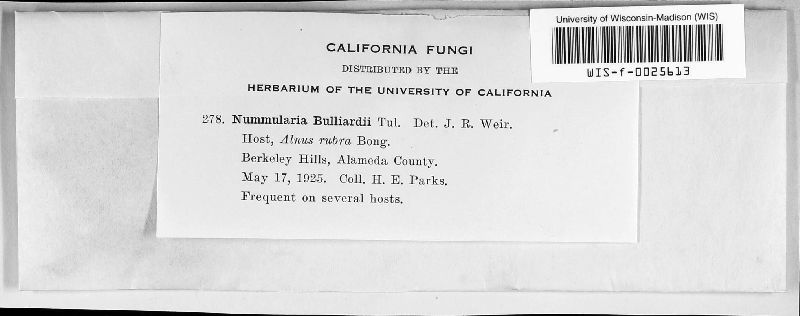 University of Wisconsin-Madison (WIS)
WIS-f-0025613
CALIFORNIA FUNGI
DISTRIBUTED BY THE
HERBARIUM OF THE UNIVERSITY OF CALIFORNIA
278. Nummularia Bulliardii Tul. Det. J. R. Weir.
Host, Alnus rubra Bong.
Berkeley Hills, Alameda County.
May 17, 1925. Coll. H. E. Parks.
Frequent on several hosts.